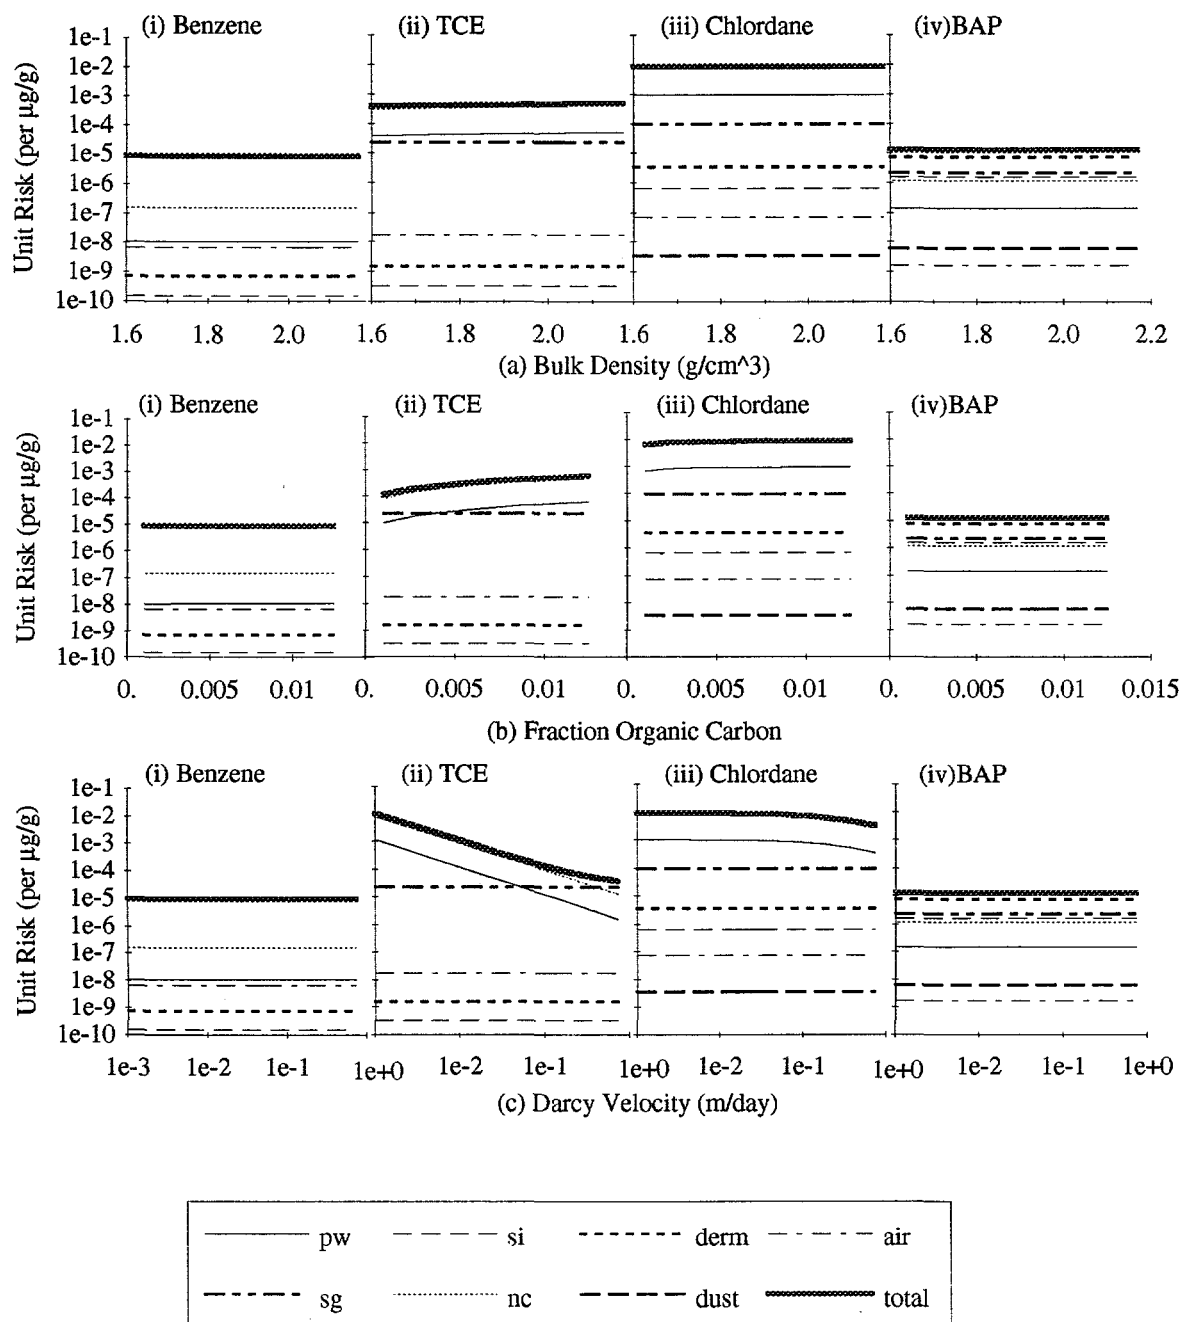 (i) Benzene (ii) TCE (iii) Chlordane (iv)BAP
Unit Risk (per μg/g)
1e-1
1e-2
1e-3
1e-4
1e-5
1e-6
1e-7
1e-8
1e-9
1e-10
1.6 1.8 2.0 1.6 1.8 2.0 1.6 1.8 2.0 1.6 1.8 2.0 2.2
(a) Bulk Density (g/cm^3)
(i) Benzene (ii) TCE (iii) Chlordane (iv)BAP
Unit Risk (per μg/g)
1e-1
1e-2
1e-3
1e-4
1e-5
1e-6
1e-7
1e-8
1e-9
1e-10
0. 0.005 0.01 0. 0.005 0.01 0. 0.005 0.01 0. 0.005 0.01 0.015
(b) Fraction Organic Carbon
(i) Benzene (ii) TCE (iii) Chlordane (iv)BAP
Unit Risk (per μg/g)
1e-1
1e-2
1e-3
1e-4
1e-5
1e-6
1e-7
1e-8
1e-9
1e-10
1e-3 1e-2 1e-1 1e+0 1e-2 1e-1 1e+0 1e-2 1e-1 1e+0 1e-2 1e-1 1e+0
(c) Darcy Velocity (m/day)
pw si derm air
sg nc dust total